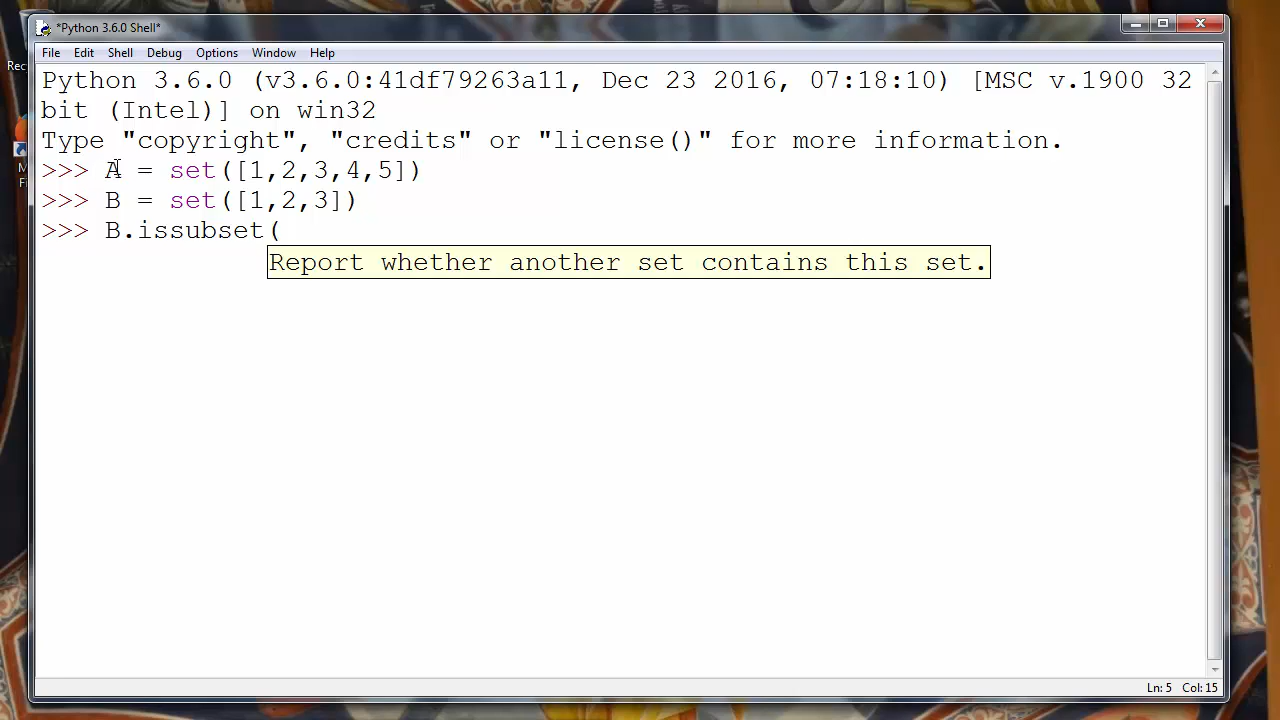 *Python 3.6.0 Shell*
File Edit Shell Debug Options Window Help
Python 3.6.0 (v3.6.0:41df79263a11, Dec 23 2016, 07:18:10) [MSC v.1900 32
bit (Intel)] on win32
Type "copyright", "credits" or "license()" for more information.
>>> A = set([1,2,3,4,5])
>>> B = set([1,2,3])
>>> B.issubset(
Report whether another set contains this set.
Ln: 5 Col: 15